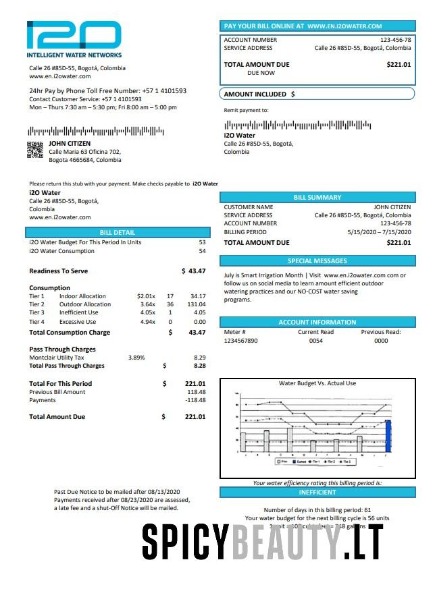 i2O
INTELLIGENT WATER NETWORKS
Calle 26 #85D-55, Bogotá, Colombia
www.en.i2owater.com
24hr Pay by Phone Toll Free Number: +57 1 4101593
Contact Customer Service: +57 1 4101593
Mon – Thurs 7:30 am – 5:30 pm; Fri 8:00 am – 5:00 pm
JOHN CITIZEN
Calle Maria 63 Oficina 702,
Bogota 4665684, Colombia
PAY YOUR BILL ONLINE AT WWW.EN.I2OWATER.COM
ACCOUNT NUMBER 123-456-78
SERVICE ADDRESS Calle 26 #85D-55, Bogotá, Colombia
TOTAL AMOUNT DUE $221.01
DUE NOW
AMOUNT INCLUDED $
Remit payment to:
i2O Water
Calle 26 #85D-55, Bogotá,
Colombia
Please return this stub with your payment. Make checks payable to i2O Water
i2O Water
Calle 26 #85D-55, Bogotá,
Colombia
www.en.i2owater.com
BILL DETAIL
i2O Water Budget For This Period In Units 53
i2O Water Consumption 54
Readiness To Serve $ 43.47
Consumption
Tier 1 Indoor Allocation $2.01x 17 34.17
Tier 2 Outdoor Allocation 3.64x 36 131.04
Tier 3 Inefficient Use 4.05x 1 4.05
Tier 4 Excessive Use 4.94x 0 0.00
Total Consumption Charge $ 43.47
Pass Through Charges
Montclair Utility Tax 3.89% 8.29
Total Pass Through Charges $ 8.28
Total For This Period $ 221.01
Previous Bill Amount 118.48
Payments -118.48
Total Amount Due $ 221.01
Past Due Notice to be mailed after 08/13/2020
Payments received after 08/23/2020 are assessed,
a late fee and a shut-Off Notice will be mailed.
BILL SUMMARY
CUSTOMER NAME JOHN CITIZEN
SERVICE ADDRESS Calle 26 #85D-55, Bogotá, Colombia
ACCOUNT NUMBER 123-456-78
BILLING PERIOD 5/15/2020 – 7/15/2020
TOTAL AMOUNT DUE $221.01
SPECIAL MESSAGES
July is Smart Irrigation Month | Visit www.en.i2owater.com com or
follow us on social media to learn amount efficient outdoor
watering practices and our NO-COST water saving
programs.
ACCOUNT INFORMATION
Meter # Current Read Previous Read:
1234567890 0054 0000
Water Budget Vs. Actual Use
Your water efficiency rating this billing period is:
INEFFICIENT
Number of days in this billing period: 61
Your water budget for the next billing cycle is 56 units
SPICYBEAUTY.LT